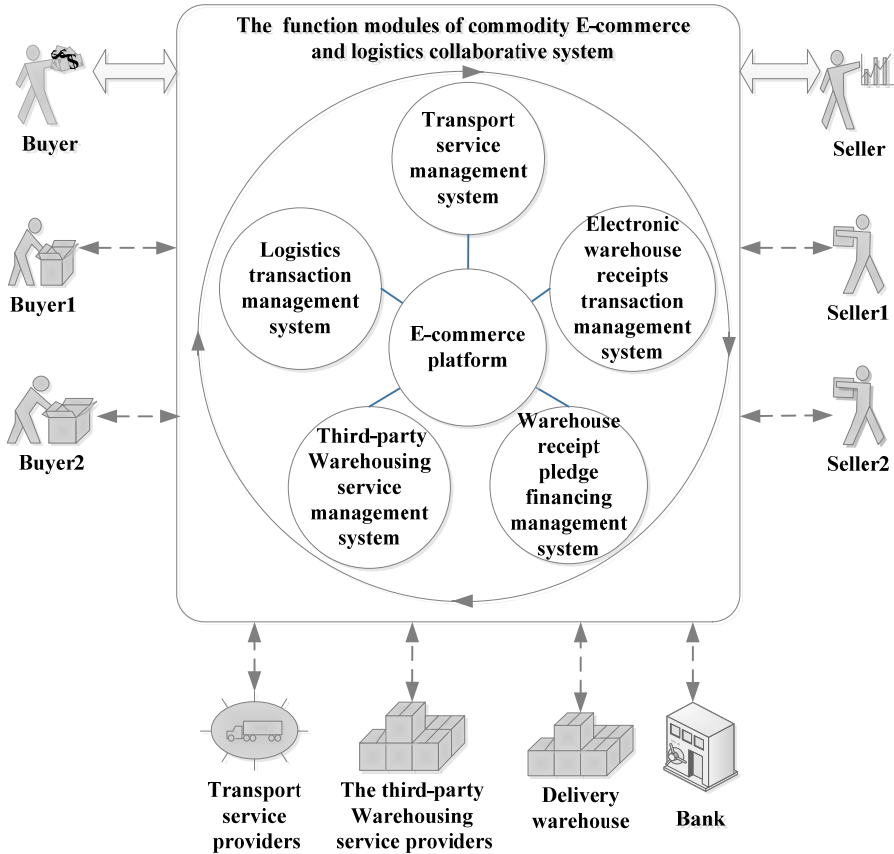 The function modules of commodity E-commerce
and logistics collaborative system
$$
$
Buyer
Seller
Transport
service
management
system
Logistics
transaction
management
system
Electronic
warehouse
receipts
transaction
management
system
Buyer1
Seller1
E-commerce
platform
Buyer2
Seller2
Third-party
Warehousing
service
management
system
Warehouse
receipt
pledge
financing
management
system
Transport
service
providers
The third-party
Warehousing
service providers
Delivery
warehouse
Bank